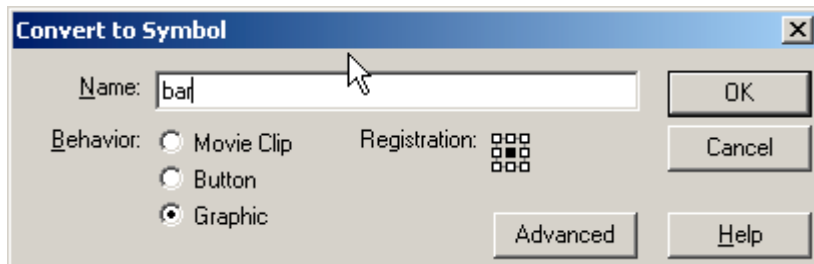 Convert to Symbol
Name: bar OK
Behavior: Movie Clip Registration: Cancel
Button
Graphic
Advanced Help